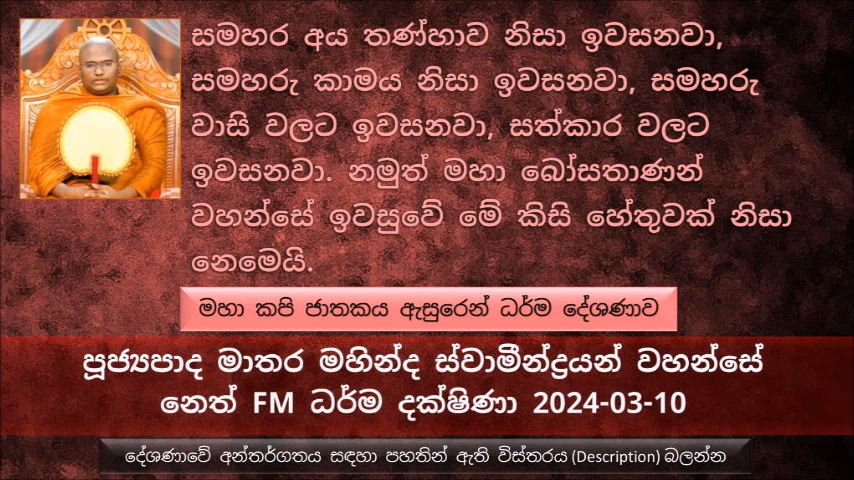 සමහර අය තණ්හාව නිසා ඉවසනවා,
සමහරු කාමය නිසා ඉවසනවා, සමහරු
වාසි වලට ඉවසනවා, සත්කාර වලට
ඉවසනවා. නමුත් මහා බෝසතාණන්
වහන්සේ ඉවසුවේ මේ කිසි හේතුවක් නිසා
නෙමෙයි.
මහා කපි ජාතකය ඇසුරෙන් ධර්ම දේශණාව
පූජ්‍යපාද මාතර මහින්ද ස්වාමීන්ද්‍රයන් වහන්සේ
නෙත් FM ධර්ම දක්ෂිණා 2024-03-10
දේශණාවේ අන්තර්ගතය සඳහා පහතින් ඇති විස්තරය (Description) බලන්න